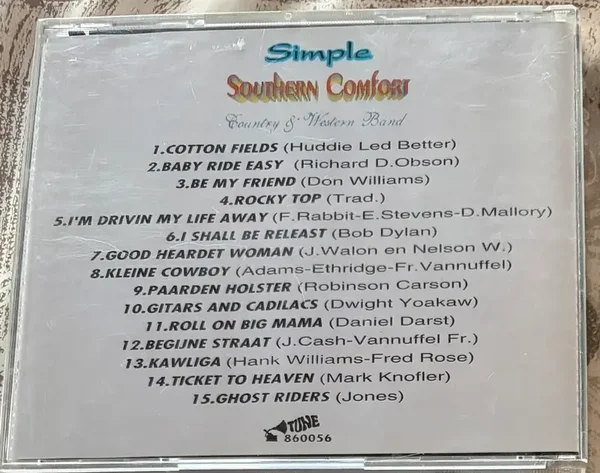 Simple
SOUTHERN COMFORT
Country & Western Band
1.COTTON FIELDS (Huddie Led Better)
2.BABY RIDE EASY (Richard D.Obson)
3.BE MY FRIEND (Don Williams)
4.ROCKY TOP (Trad.)
5.I'M DRIVIN MY LIFE AWAY (F.Rabbit-E.Stevens-D.Mallory)
6.I SHALL BE RELEAST (Bob Dylan)
7.GOOD HEARDET WOMAN (J.Walon en Nelson W.)
8.KLEINE COWBOY (Adams-Ethridge-Fr.Vannuffel)
9.PAARDEN HOLSTER (Robinson Carson)
10.GITARS AND CADILACS (Dwight Yoakaw)
11.ROLL ON BIG MAMA (Daniel Darst)
12.BEGIJNE STRAAT (J.Cash-Vannuffel Fr.)
13.KAWLIGA (Hank Williams-Fred Rose)
14.TICKET TO HEAVEN (Mark Knofler)
15.GHOST RIDERS (Jones)
TUNE
860056